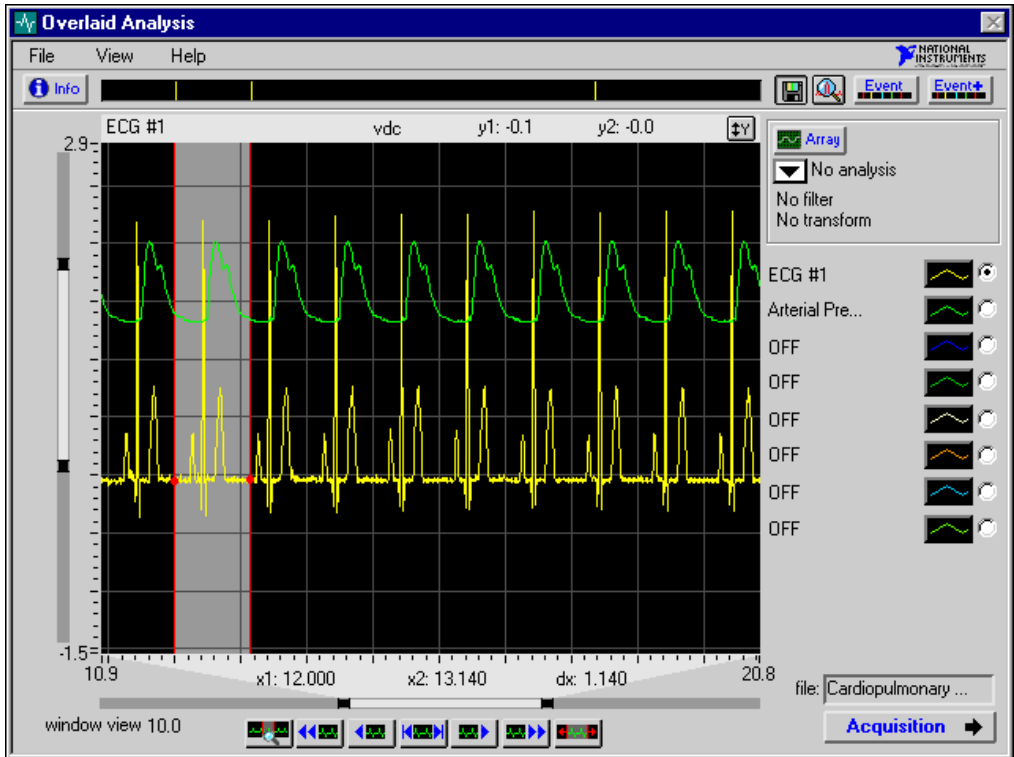 Overlaid Analysis
File View Help
NATIONAL
INSTRUMENTS
Info
Event Event+
ECG #1 vdc y1: -0.1 y2: -0.0 Y
2.9
-1.5
10.9 20.8
x1: 12.000 x2: 13.140 dx: 1.140
window view 10.0
Array
No analysis
No filter
No transform
ECG #1
Arterial Pre...
OFF
OFF
OFF
OFF
OFF
OFF
file: Cardiopulmonary ...
Acquisition